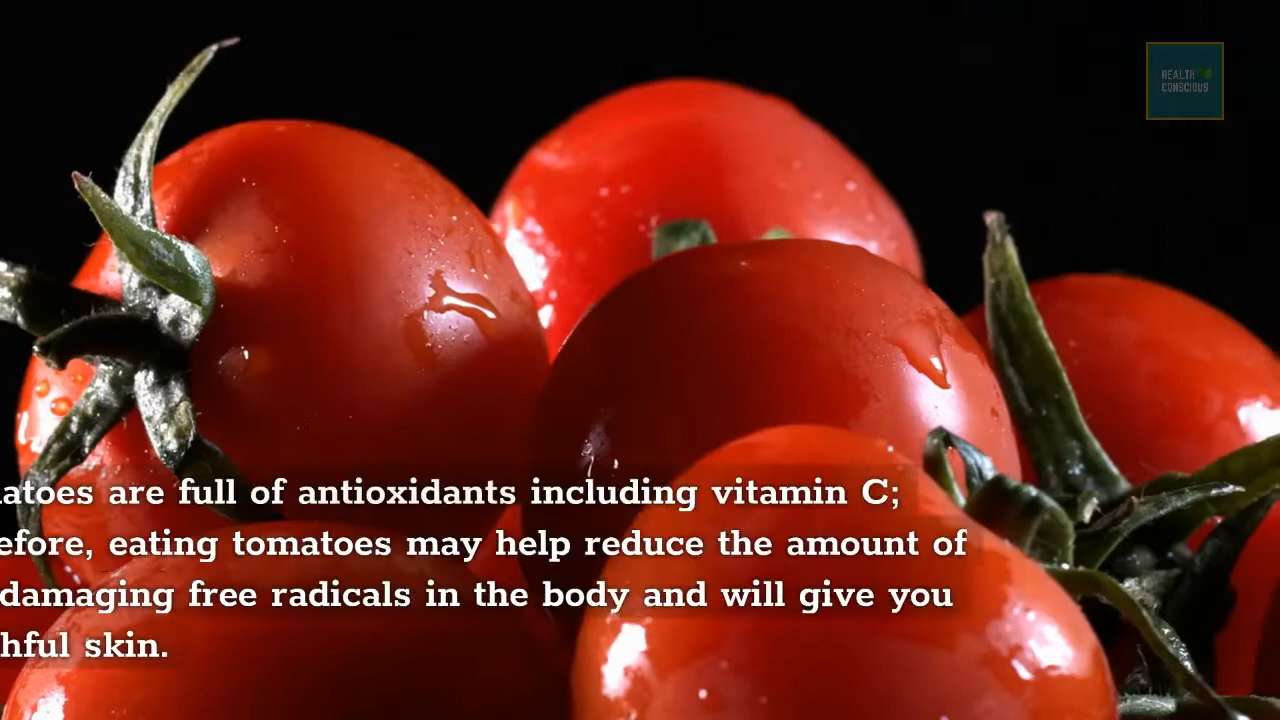 HEALTH
CONSCIOUS
atoes are full of antioxidants including vitamin C;
efore, eating tomatoes may help reduce the amount of
damaging free radicals in the body and will give you
hful skin.